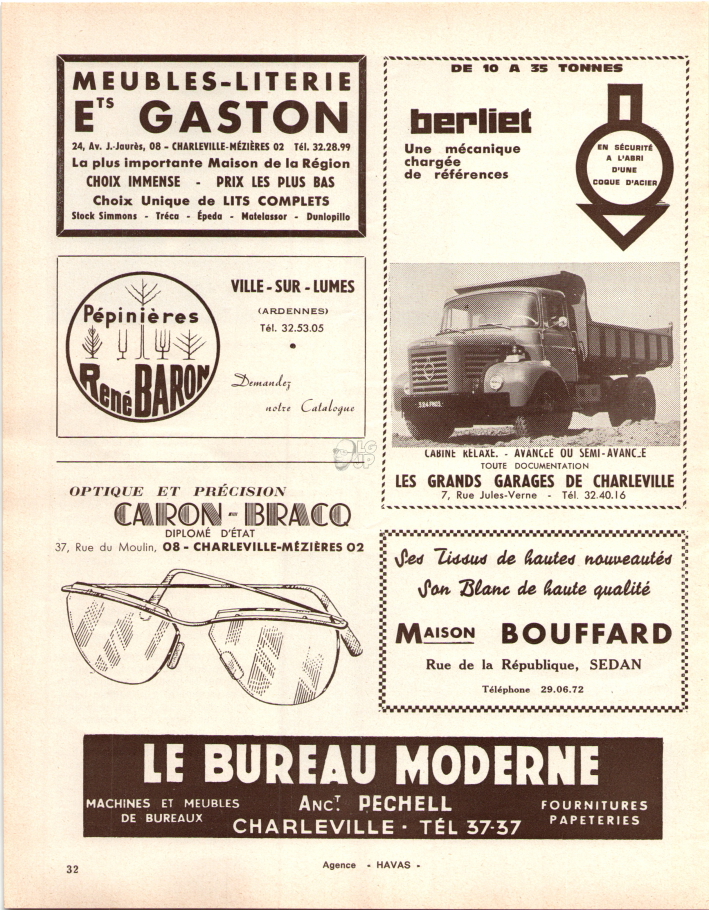 MEUBLES-LITERIE
ETS GASTON
24, Av. J.-Jaurès, 08 - CHARLEVILLE-MÉZIÈRES 02 Tél. 32.28.99
La plus importante Maison de la Région
CHOIX IMMENSE - PRIX LES PLUS BAS
Choix Unique de LITS COMPLETS
Stock Simmons - Tréca - Épeda - Matelassor - Dunlopillo
Pépinières
René BARON
VILLE-SUR-LUMES
(ARDENNES)
Tél. 32.53.05
Demandez
notre Catalogue
OPTIQUE ET PRÉCISION
CARON-BRACQ
DIPLOMÉ D'ÉTAT
37, Rue du Moulin, 08 - CHARLEVILLE-MÉZIÈRES 02
DE 10 A 35 TONNES
berliet
Une mécanique
chargée
de références
EN SÉCURITÉ
A L'ABRI
D'UNE
COQUE D'ACIER
CABINE RELAXE. - AVANCÉE OU SEMI-AVANCÉE
TOUTE DOCUMENTATION
LES GRANDS GARAGES DE CHARLEVILLE
7, Rue Jules-Verne - Tél. 32.40.16
Ses Tissus de hautes nouveautés
Son Blanc de haute qualité
MAISON BOUFFARD
Rue de la République, SEDAN
Téléphone 29.06.72
LE BUREAU MODERNE
MACHINES ET MEUBLES
DE BUREAUX
ANCT. PECHELL
CHARLEVILLE · TÉL 37-37
FOURNITURES
PAPETERIES
32
Agence - HAVAS -